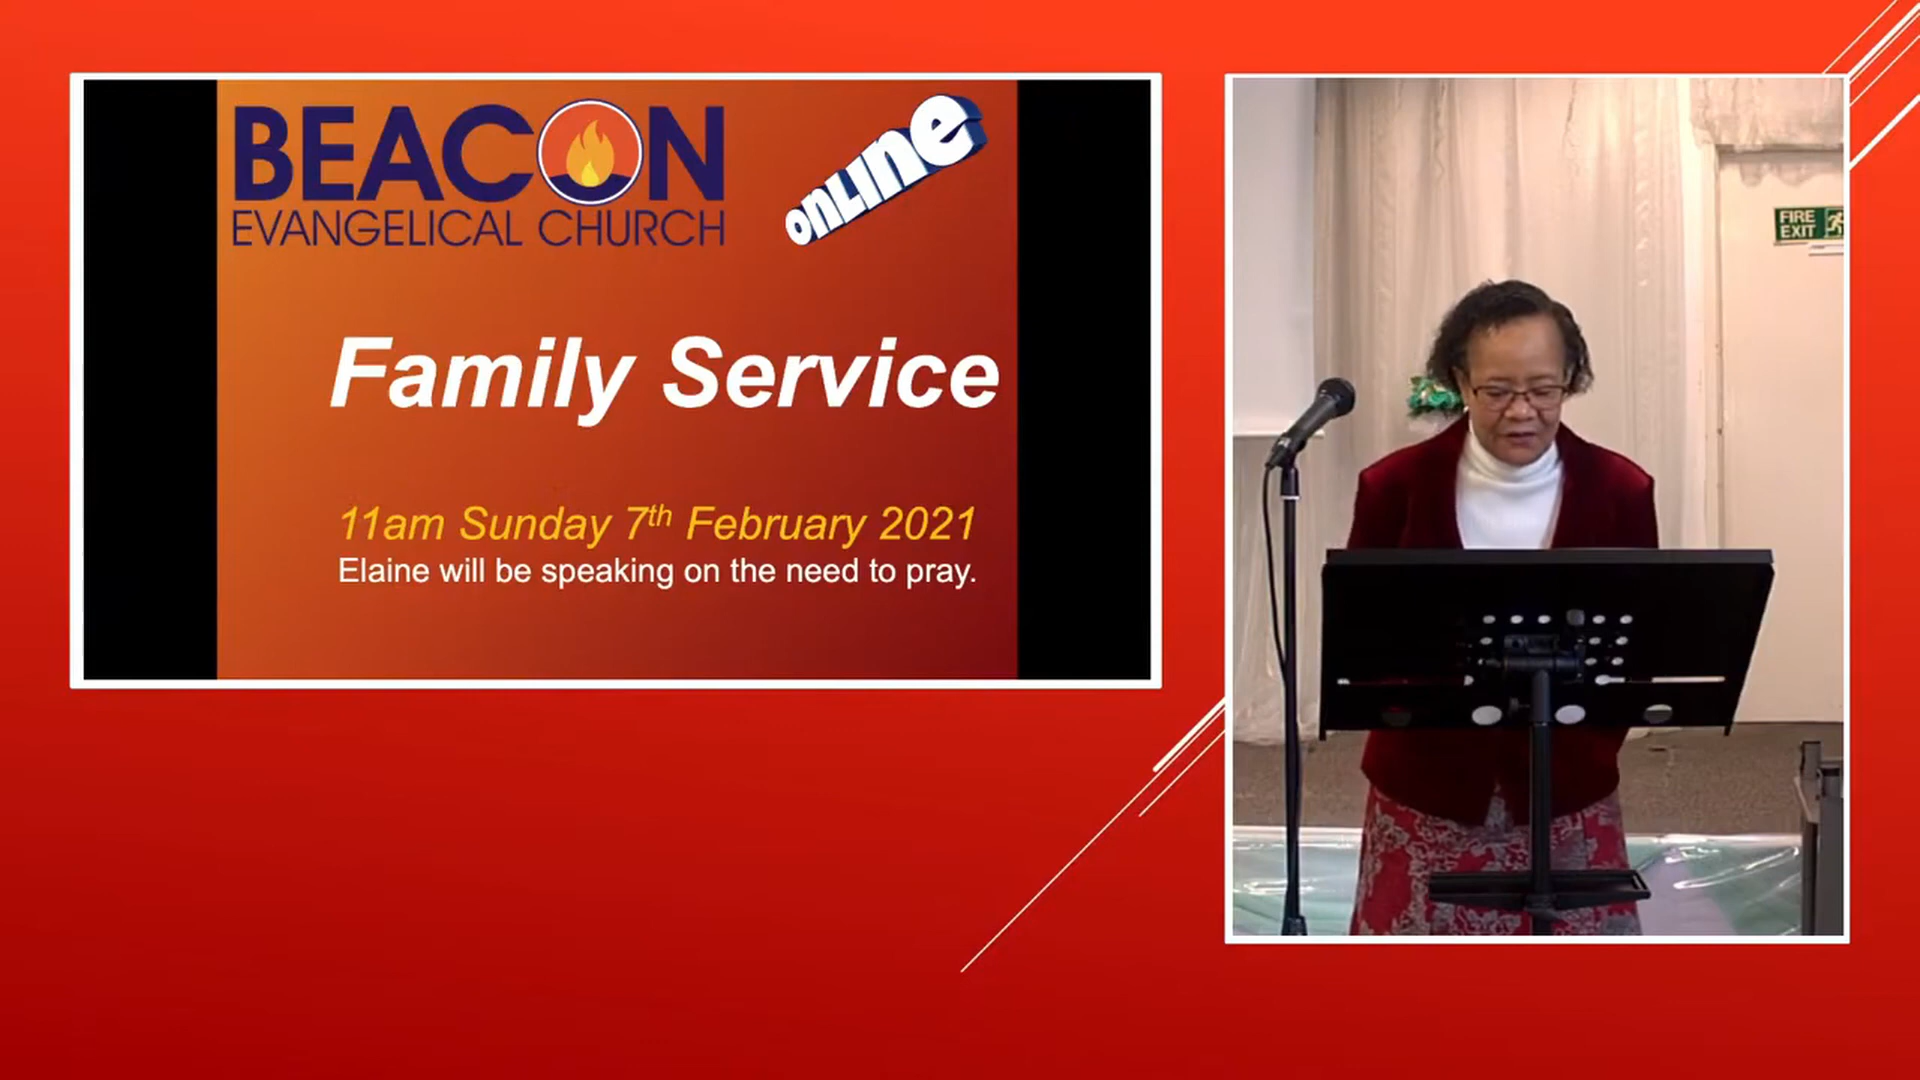 BEACON
EVANGELICAL CHURCH
onLINe
Family Service
11am Sunday 7th February 2021
Elaine will be speaking on the need to pray.
FIRE
EXIT